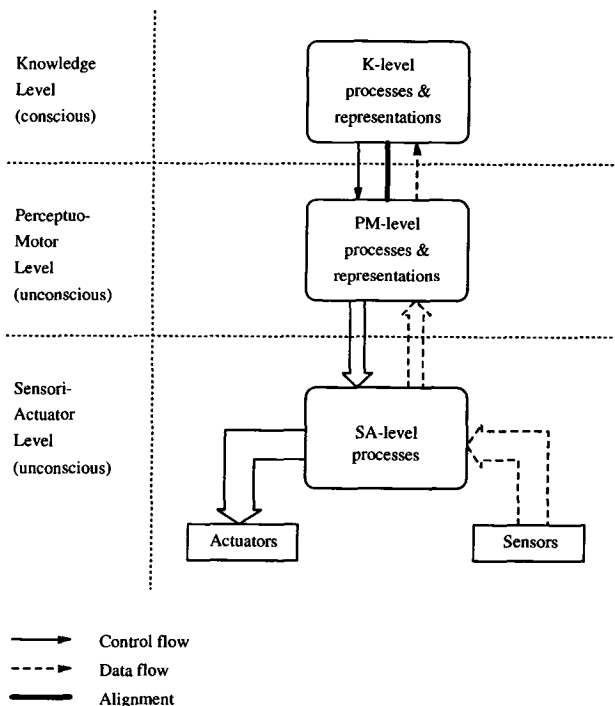 Knowledge
Level
(conscious)
K-level
processes &
representations
Perceptuo-
Motor
Level
(unconscious)
PM-level
processes &
representations
Sensori-
Actuator
Level
(unconscious)
SA-level
processes
Actuators
Sensors
Control flow
Data flow
Alignment